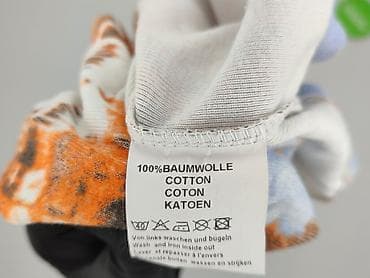 100%BAUMWOLLE
COTTON
COTON
KATOEN
Von links waschen und bügeln
Wash and Iron inside out
Laver et repasser à l'envers
buiten wassen en strijken